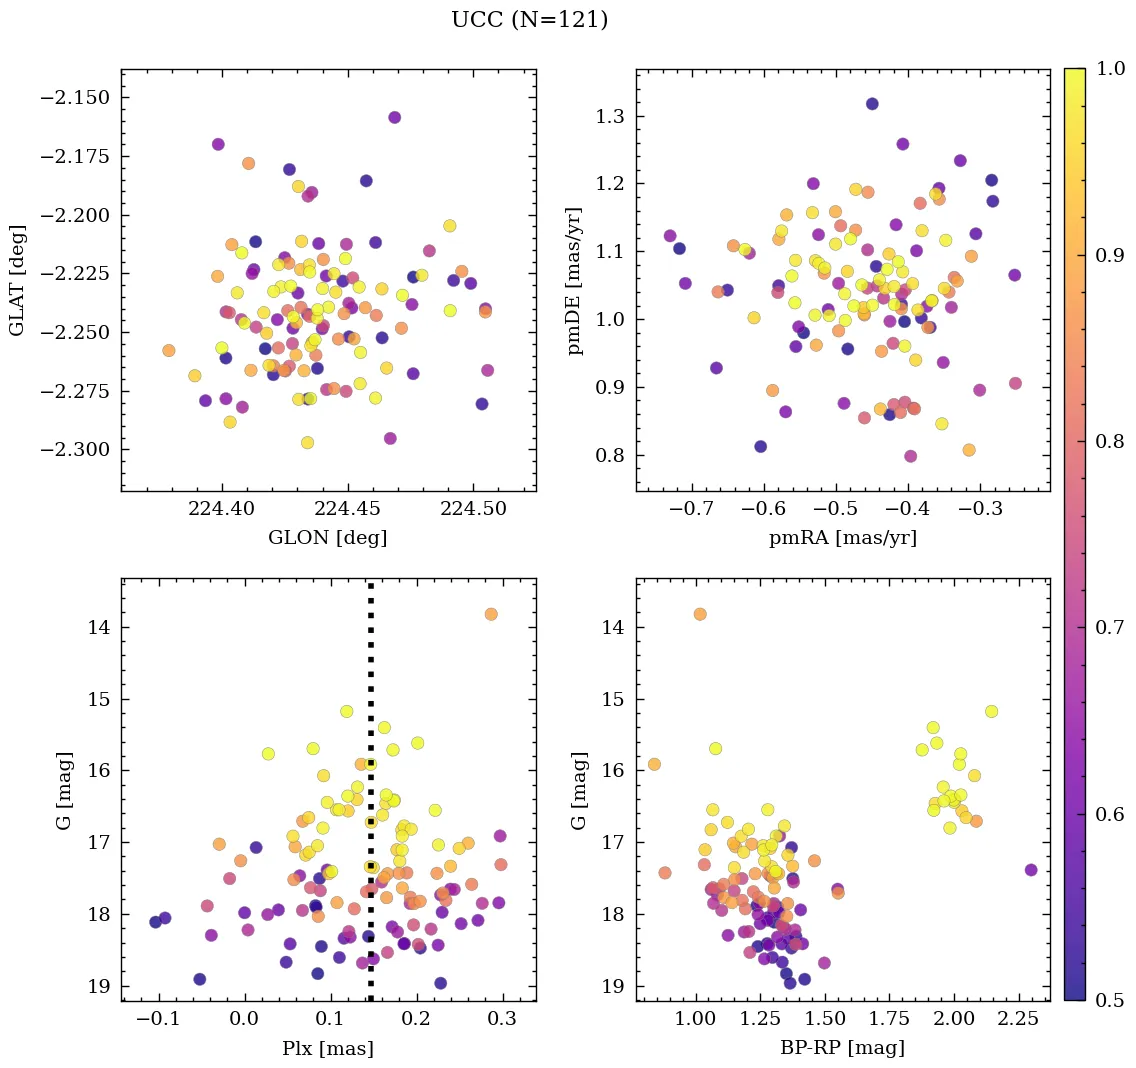 UCC (N=121)
−2.150
−2.175
−2.200
−2.225
−2.250
−2.275
−2.300
GLAT [deg]
224.40 224.45 224.50
GLON [deg]
1.3
1.2
1.1
1.0
0.9
0.8
pmDE [mas/yr]
−0.7 −0.6 −0.5 −0.4 −0.3
pmRA [mas/yr]
14
15
16
17
18
19
G [mag]
−0.1 0.0 0.1 0.2 0.3
Plx [mas]
14
15
16
17
18
19
G [mag]
1.00 1.25 1.50 1.75 2.00 2.25
BP-RP [mag]
1.0
0.9
0.8
0.7
0.6
0.5